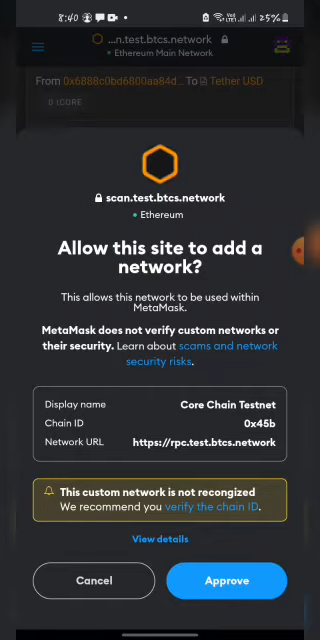 8:40
25%
...n.test.btcs.network
Ethereum Main Network
From 0x6888c0bd6800aa84d... To Tether USD
0 tCORE
scan.test.btcs.network
Ethereum
Allow this site to add a
network?
This allows this network to be used within
MetaMask.
MetaMask does not verify custom networks or
their security. Learn about scams and network
security risks.
Display name Core Chain Testnet
Chain ID 0x45b
Network URL https://rpc.test.btcs.network
This custom network is not recongized
We recommend you verify the chain ID.
View details
Cancel Approve